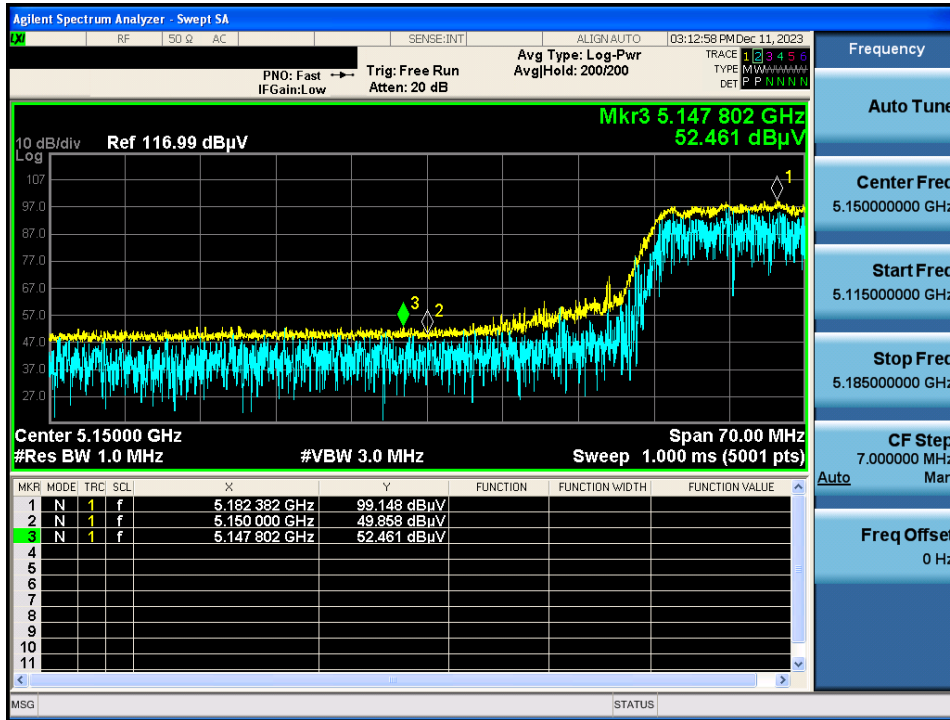 Agilent Spectrum Analyzer - Swept SA
LXI RF 50 Ω AC SENSE:INT ALIGN AUTO 03:12:58 PM Dec 11, 2023
Frequency
PNO: Fast
IFGain:Low
Trig: Free Run
Atten: 20 dB
Avg Type: Log-Pwr
Avg|Hold: 200/200
TRACE 1 2 3 4 5 6
TYPE M W W W W W
DET P P N N N N
Auto Tune
Mkr3 5.147 802 GHz
52.461 dBµV
10 dB/div Ref 116.99 dBµV
Log
107
97.0
87.0
77.0
67.0
57.0
47.0
37.0
27.0
1
3
2
Center 5.15000 GHz Span 70.00 MHz
#Res BW 1.0 MHz #VBW 3.0 MHz Sweep 1.000 ms (5001 pts)
Center Freq
5.150000000 GHz
Start Freq
5.115000000 GHz
Stop Freq
5.185000000 GHz
CF Step
7.000000 MHz
Auto Man
Freq Offset
0 Hz
MKR MODE TRC SCL X Y FUNCTION FUNCTION WIDTH FUNCTION VALUE
1 N 1 f 5.182 382 GHz 99.148 dBµV
2 N 1 f 5.150 000 GHz 49.858 dBµV
3 N 1 f 5.147 802 GHz 52.461 dBµV
4
5
6
7
8
9
10
11
MSG STATUS